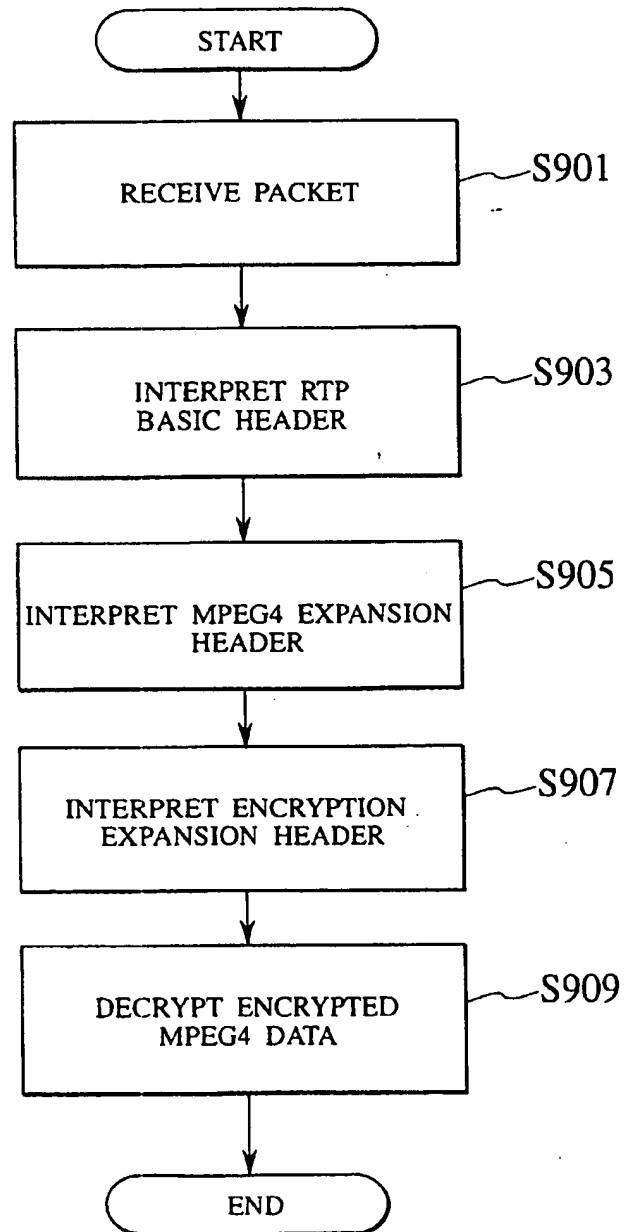 START
RECEIVE PACKET
S901
INTERPRET RTP
BASIC HEADER
S903
INTERPRET MPEG4 EXPANSION
HEADER
S905
INTERPRET ENCRYPTION
EXPANSION HEADER
S907
DECRYPT ENCRYPTED
MPEG4 DATA
S909
END